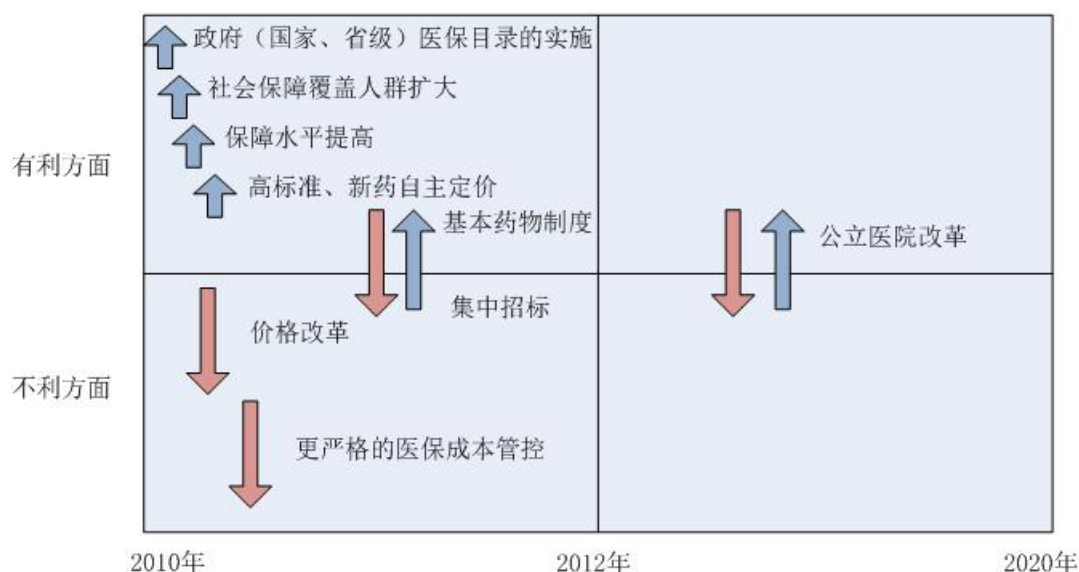 政府（国家、省级）医保目录的实施
社会保障覆盖人群扩大
保障水平提高
有利方面
高标准、新药自主定价
基本药物制度
公立医院改革
集中招标
价格改革
不利方面
更严格的医保成本管控
2010年
2012年
2020年